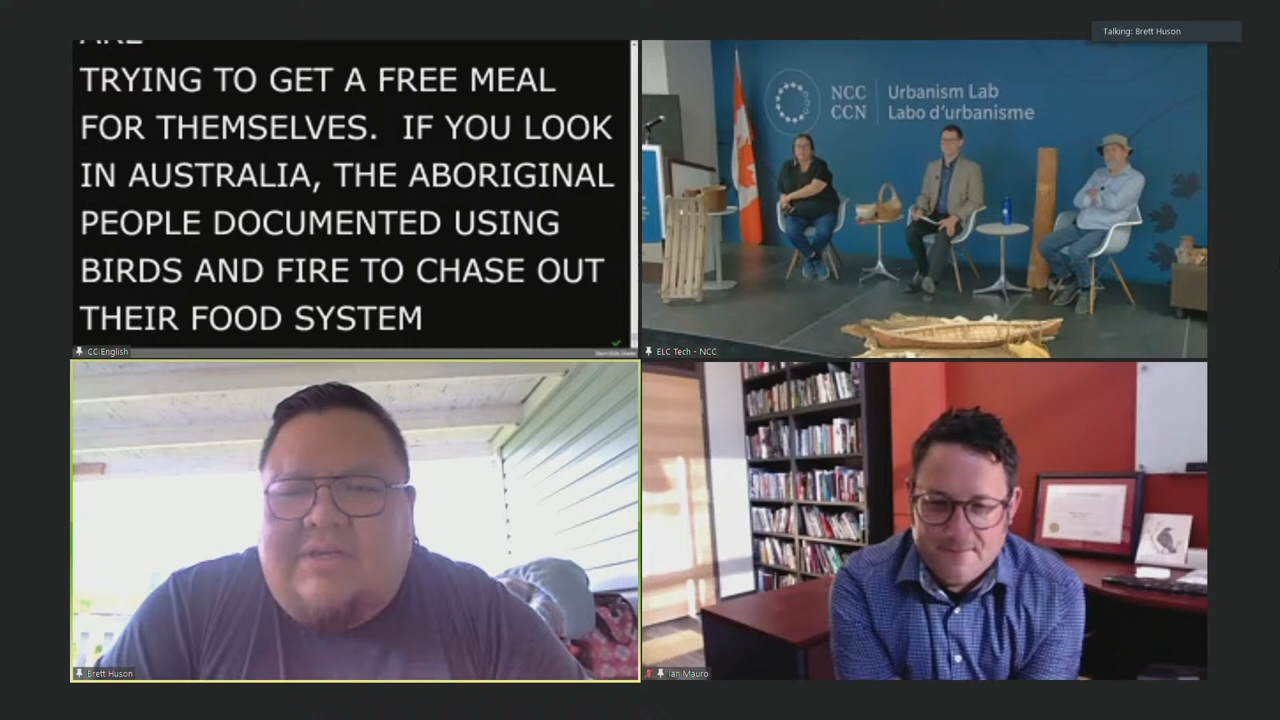 Talking: Brett Huson
ARE
TRYING TO GET A FREE MEAL
FOR THEMSELVES.  IF YOU LOOK
IN AUSTRALIA, THE ABORIGINAL
PEOPLE DOCUMENTED USING
BIRDS AND FIRE TO CHASE OUT
THEIR FOOD SYSTEM
CC English
NCC
CCN
Urbanism Lab
Labo d'urbanisme
ELC Tech - NCC
Brett Huson
Ian Mauro